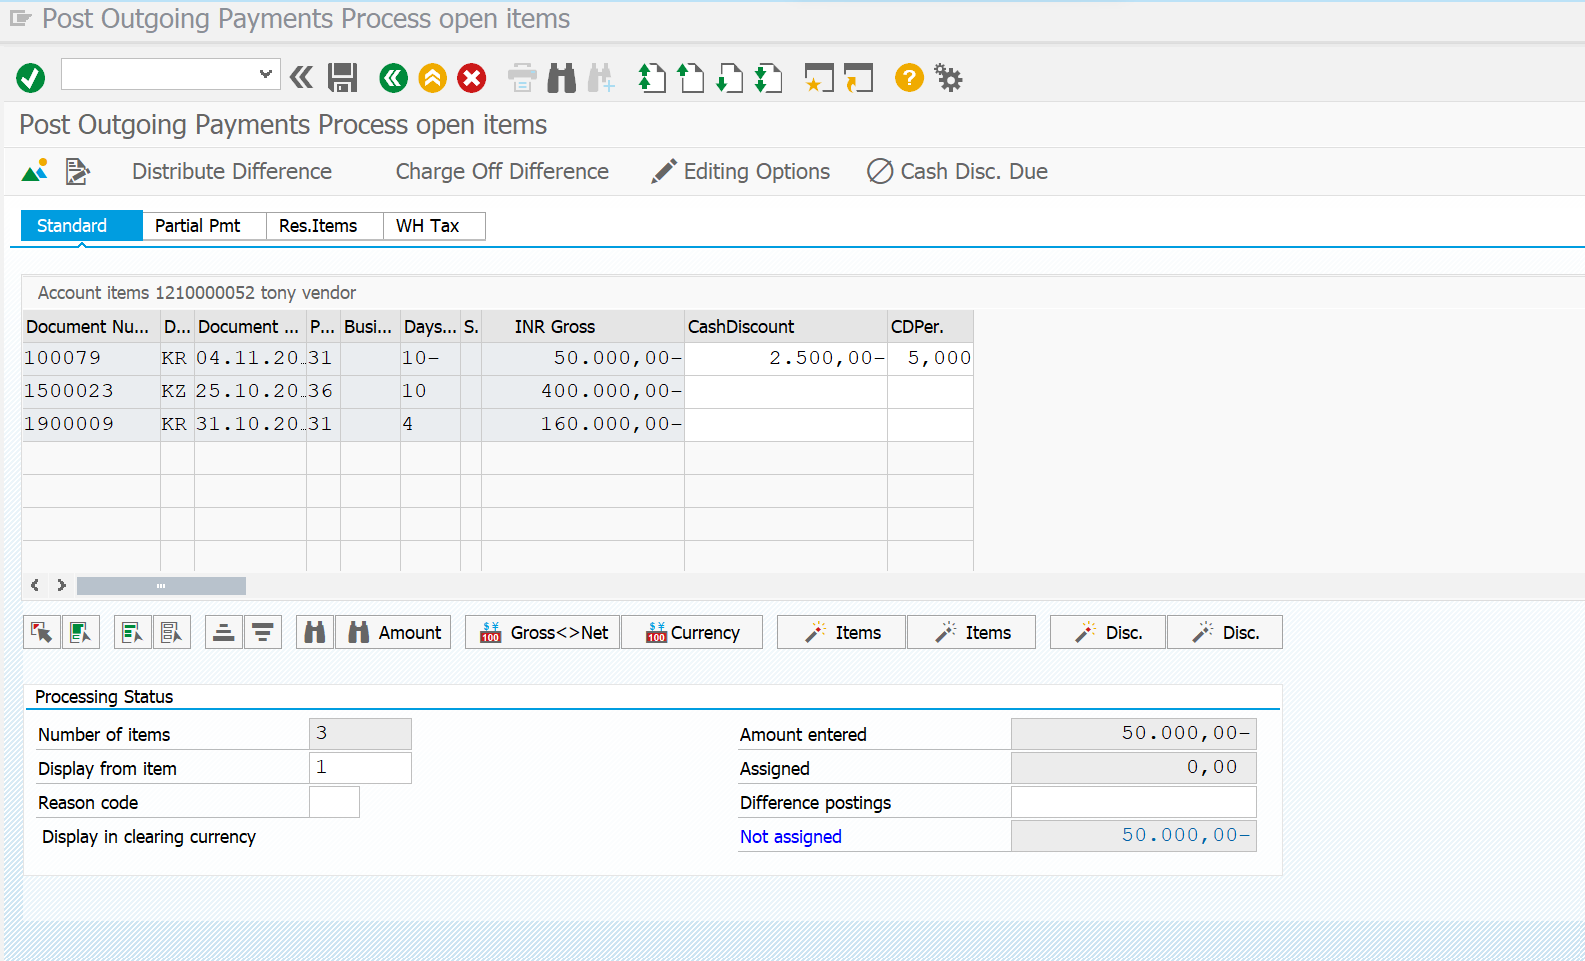 Post Outgoing Payments Process open items
Post Outgoing Payments Process open items
Distribute Difference Charge Off Difference Editing Options Cash Disc. Due
Standard Partial Pmt Res.Items WH Tax
Account items 1210000052 tony vendor
Document Nu... D... Document ... P... Busi... Days... S. INR Gross CashDiscount CDPer.
100079 KR 04.11.20… 31 10- 50.000,00- 2.500,00- 5,000
1500023 KZ 25.10.20… 36 10 400.000,00-
1900009 KR 31.10.20… 31 4 160.000,00-
Amount Gross<>Net Currency Items Items Disc. Disc.
Processing Status
Number of items 3 Amount entered 50.000,00-
Display from item 1 Assigned 0,00
Reason code Difference postings
Display in clearing currency Not assigned 50.000,00-